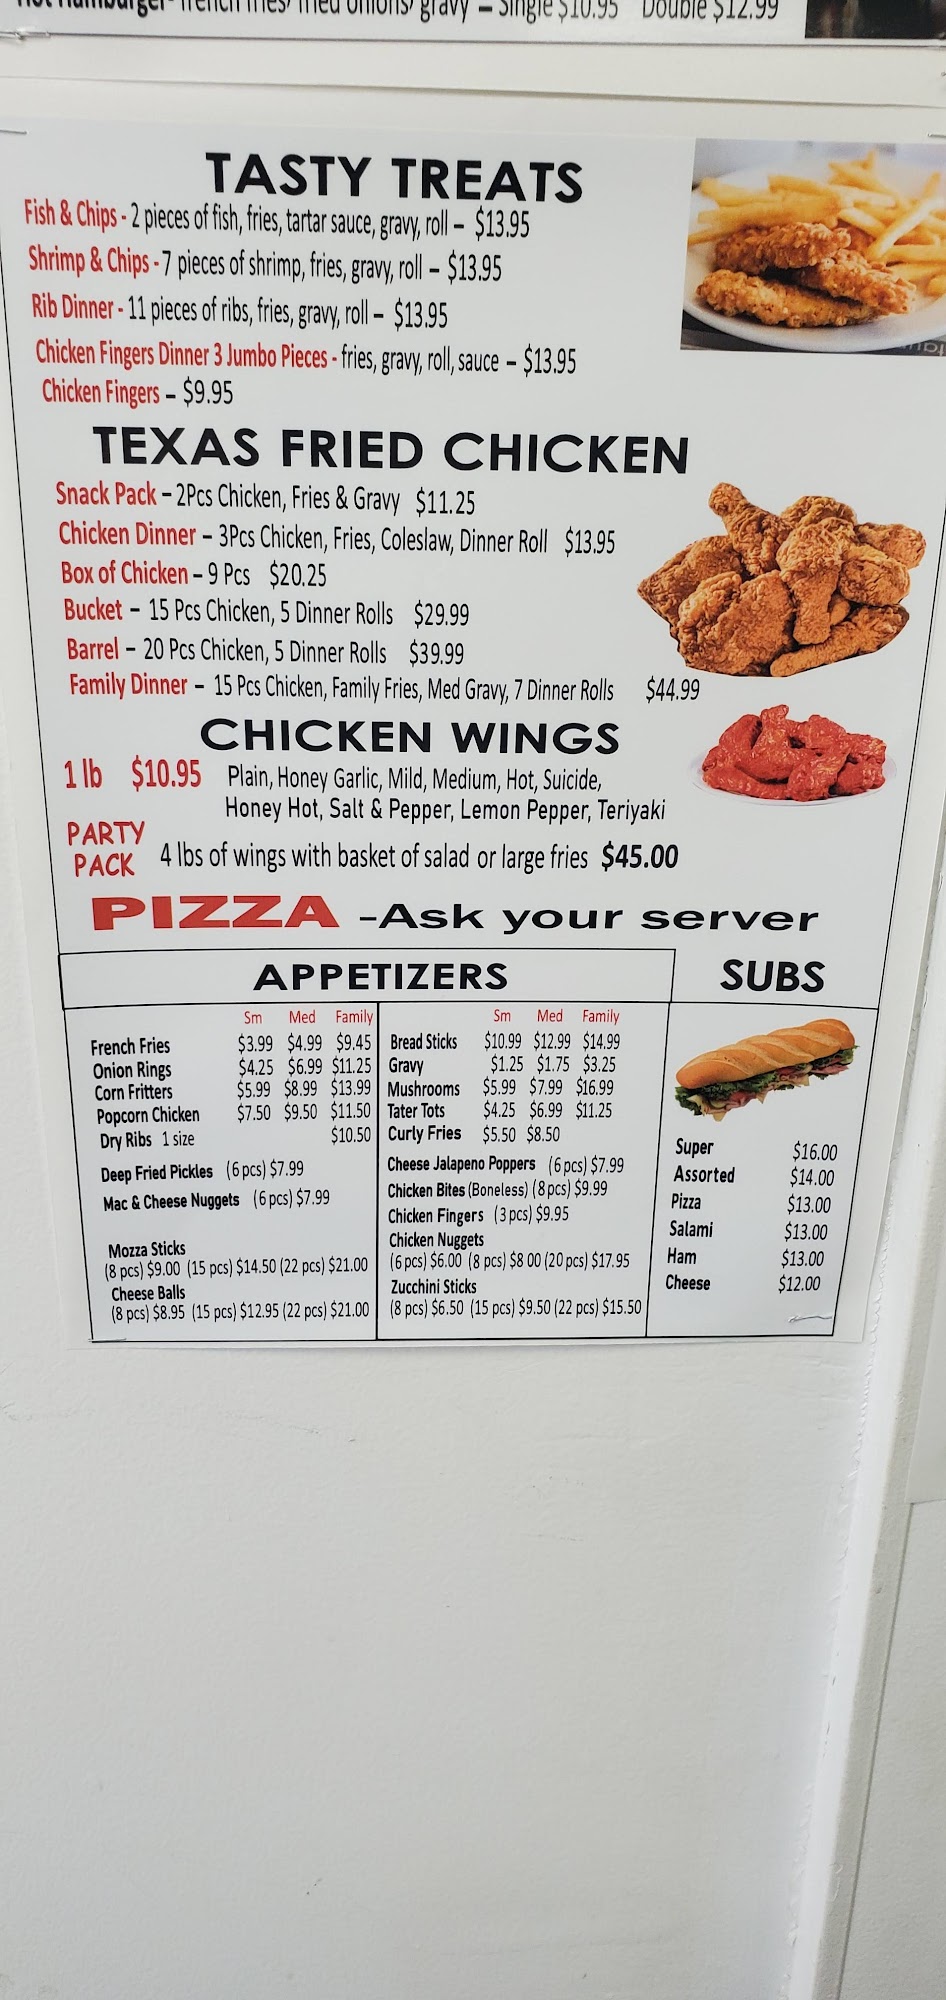 Hot Hamburger- french fries, fried onions, gravy – Single $10.95 Double $12.99
TASTY TREATS
Fish & Chips - 2 pieces of fish, fries, tartar sauce, gravy, roll – $13.95
Shrimp & Chips - 7 pieces of shrimp, fries, gravy, roll – $13.95
Rib Dinner - 11 pieces of ribs, fries, gravy, roll – $13.95
Chicken Fingers Dinner 3 Jumbo Pieces - fries, gravy, roll, sauce – $13.95
Chicken Fingers – $9.95
TEXAS FRIED CHICKEN
Snack Pack – 2Pcs Chicken, Fries & Gravy $11.25
Chicken Dinner – 3Pcs Chicken, Fries, Coleslaw, Dinner Roll $13.95
Box of Chicken – 9 Pcs $20.25
Bucket – 15 Pcs Chicken, 5 Dinner Rolls $29.99
Barrel – 20 Pcs Chicken, 5 Dinner Rolls $39.99
Family Dinner – 15 Pcs Chicken, Family Fries, Med Gravy, 7 Dinner Rolls $44.99
CHICKEN WINGS
1 lb $10.95 Plain, Honey Garlic, Mild, Medium, Hot, Suicide,
Honey Hot, Salt & Pepper, Lemon Pepper, Teriyaki
PARTY
PACK 4 lbs of wings with basket of salad or large fries $45.00
PIZZA -Ask your server
APPETIZERS
Sm Med Family
French Fries $3.99 $4.99 $9.45
Onion Rings $4.25 $6.99 $11.25
Corn Fritters $5.99 $8.99 $13.99
Popcorn Chicken $7.50 $9.50 $11.50
Dry Ribs 1 size $10.50
Deep Fried Pickles (6 pcs) $7.99
Mac & Cheese Nuggets (6 pcs) $7.99
Mozza Sticks
(8 pcs) $9.00 (15 pcs) $14.50 (22 pcs) $21.00
Cheese Balls
(8 pcs) $8.95 (15 pcs) $12.95 (22 pcs) $21.00
Sm Med Family
Bread Sticks $10.99 $12.99 $14.99
Gravy $1.25 $1.75 $3.25
Mushrooms $5.99 $7.99 $16.99
Tater Tots $4.25 $6.99 $11.25
Curly Fries $5.50 $8.50
Cheese Jalapeno Poppers (6 pcs) $7.99
Chicken Bites (Boneless) (8 pcs) $9.99
Chicken Fingers (3 pcs) $9.95
Chicken Nuggets
(6 pcs) $6.00 (8 pcs) $8 00 (20 pcs) $17.95
Zucchini Sticks
(8 pcs) $6.50 (15 pcs) $9.50 (22 pcs) $15.50
SUBS
Super $16.00
Assorted $14.00
Pizza $13.00
Salami $13.00
Ham $13.00
Cheese $12.00